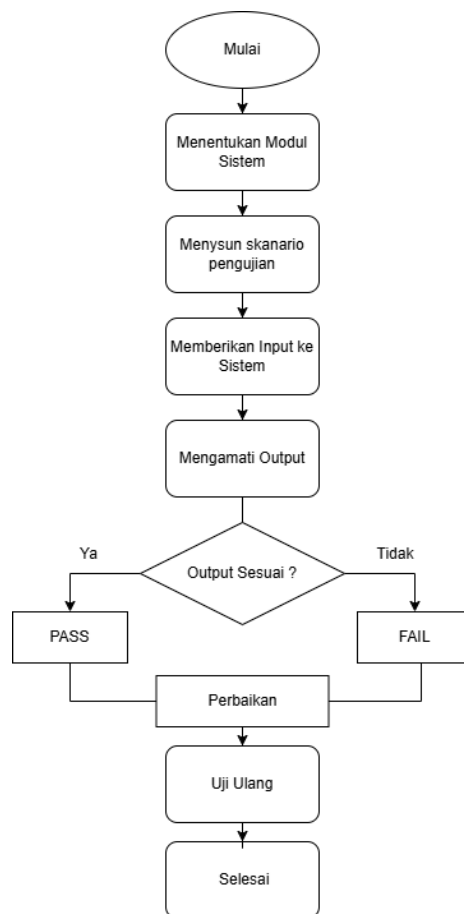 Mulai
Menentukan Modul
Sistem
Menysun skanario
pengujian
Memberikan Input ke
Sistem
Mengamati Output
Ya
Output Sesuai ?
Tidak
PASS
FAIL
Perbaikan
Uji Ulang
Selesai